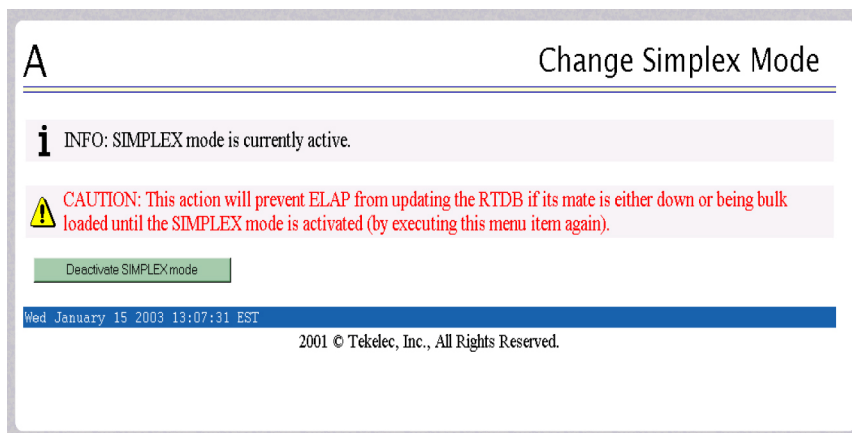 A
Change Simplex Mode
INFO: SIMPLEX mode is currently active.
CAUTION: This action will prevent ELAP from updating the RTDB if its mate is either down or being bulk
loaded until the SIMPLEX mode is activated (by executing this menu item again).
Deactivate SIMPLEX mode
Wed January 15 2003 13:07:31 EST
2001 © Tekelec, Inc., All Rights Reserved.